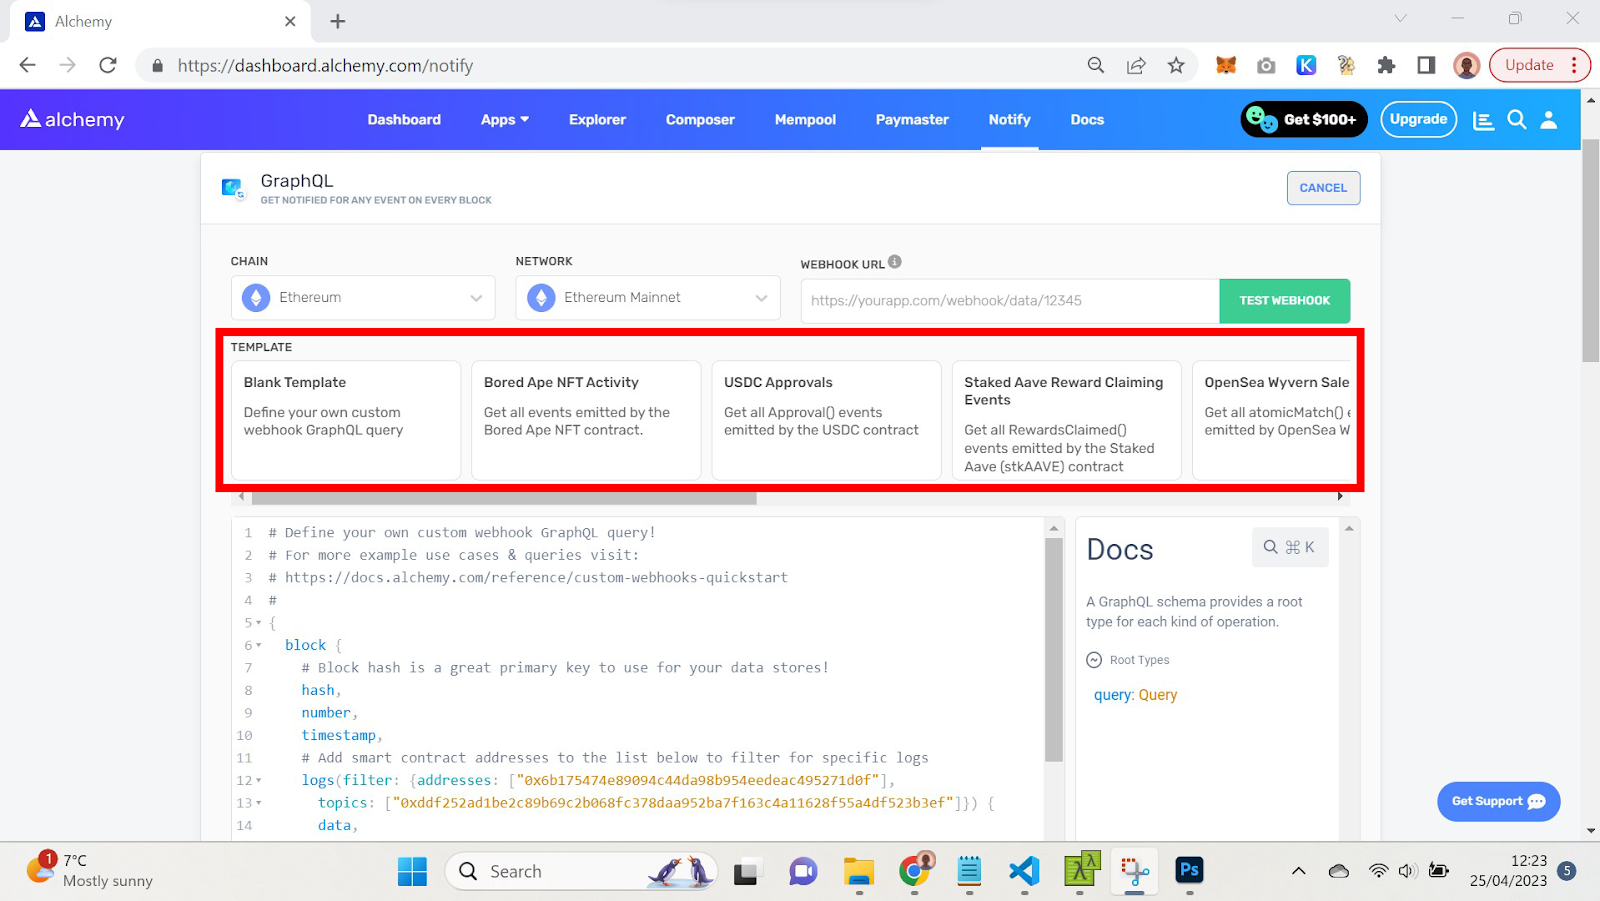 Alchemy
https://dashboard.alchemy.com/notify
Update
alchemy
Dashboard
Apps
Explorer
Composer
Mempool
Paymaster
Notify
Docs
Get $100+
Upgrade
GraphQL
GET NOTIFIED FOR ANY EVENT ON EVERY BLOCK
CANCEL
CHAIN
Ethereum
NETWORK
Ethereum Mainnet
WEBHOOK URL
https://yourapp.com/webhook/data/12345
TEST WEBHOOK
TEMPLATE
Blank Template
Define your own custom
webhook GraphQL query
Bored Ape NFT Activity
Get all events emitted by the
Bored Ape NFT contract.
USDC Approvals
Get all Approval() events
emitted by the USDC contract
Staked Aave Reward Claiming
Events
Get all RewardsClaimed()
events emitted by the Staked
Aave (stkAAVE) contract
OpenSea Wyvern Sale
Get all atomicMatch() e
emitted by OpenSea W
1 # Define your own custom webhook GraphQL query!
2 # For more example use cases & queries visit:
3 # https://docs.alchemy.com/reference/custom-webhooks-quickstart
4 #
5 {
6 block {
7 # Block hash is a great primary key to use for your data stores!
8 hash,
9 number,
10 timestamp,
11 # Add smart contract addresses to the list below to filter for specific logs
12 logs(filter: {addresses: ["0x6b175474e89094c44da98b954eedeac495271d0f"],
13 topics: ["0xddf252ad1be2c89b69c2b068fc378daa952ba7f163c4a11628f55a4df523b3ef"]}) {
14 data,
Docs
⌘ K
A GraphQL schema provides a root
type for each kind of operation.
Root Types
query: Query
Get Support
1
7°C
Mostly sunny
Search
Ps
12:23
25/04/2023
5